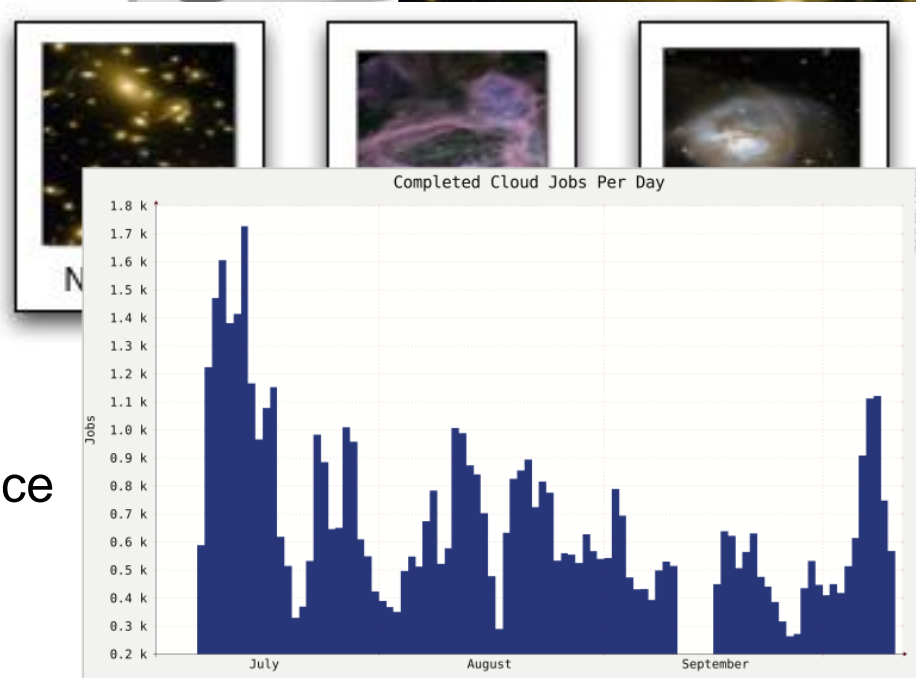 N
Completed Cloud Jobs Per Day
1.8 k
1.7 k
1.6 k
1.5 k
1.4 k
1.3 k
1.2 k
1.1 k
1.0 k
0.9 k
0.8 k
0.7 k
0.6 k
0.5 k
0.4 k
0.3 k
0.2 k
Jobs
ce
July August September